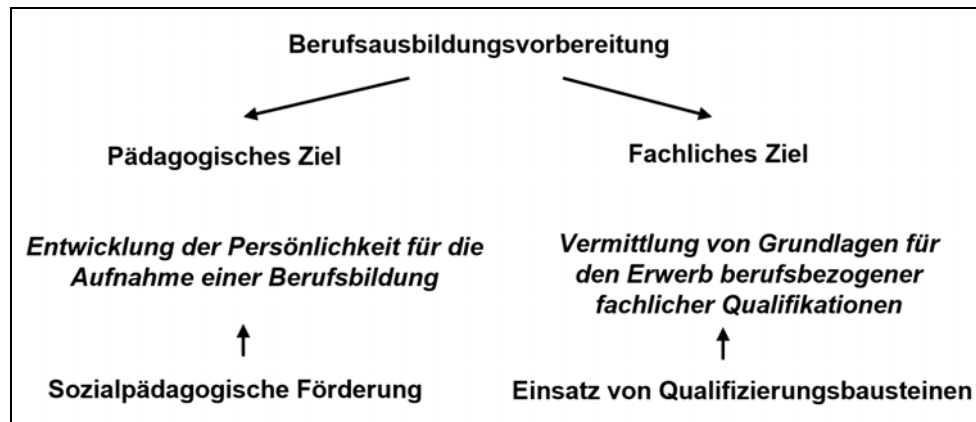 Berufsausbildungsvorbereitung
Pädagogisches Ziel
Fachliches Ziel
Entwicklung der Persönlichkeit für die
Aufnahme einer Berufsbildung
Vermittlung von Grundlagen für
den Erwerb berufsbezogener
fachlicher Qualifikationen
Sozialpädagogische Förderung
Einsatz von Qualifizierungsbausteinen